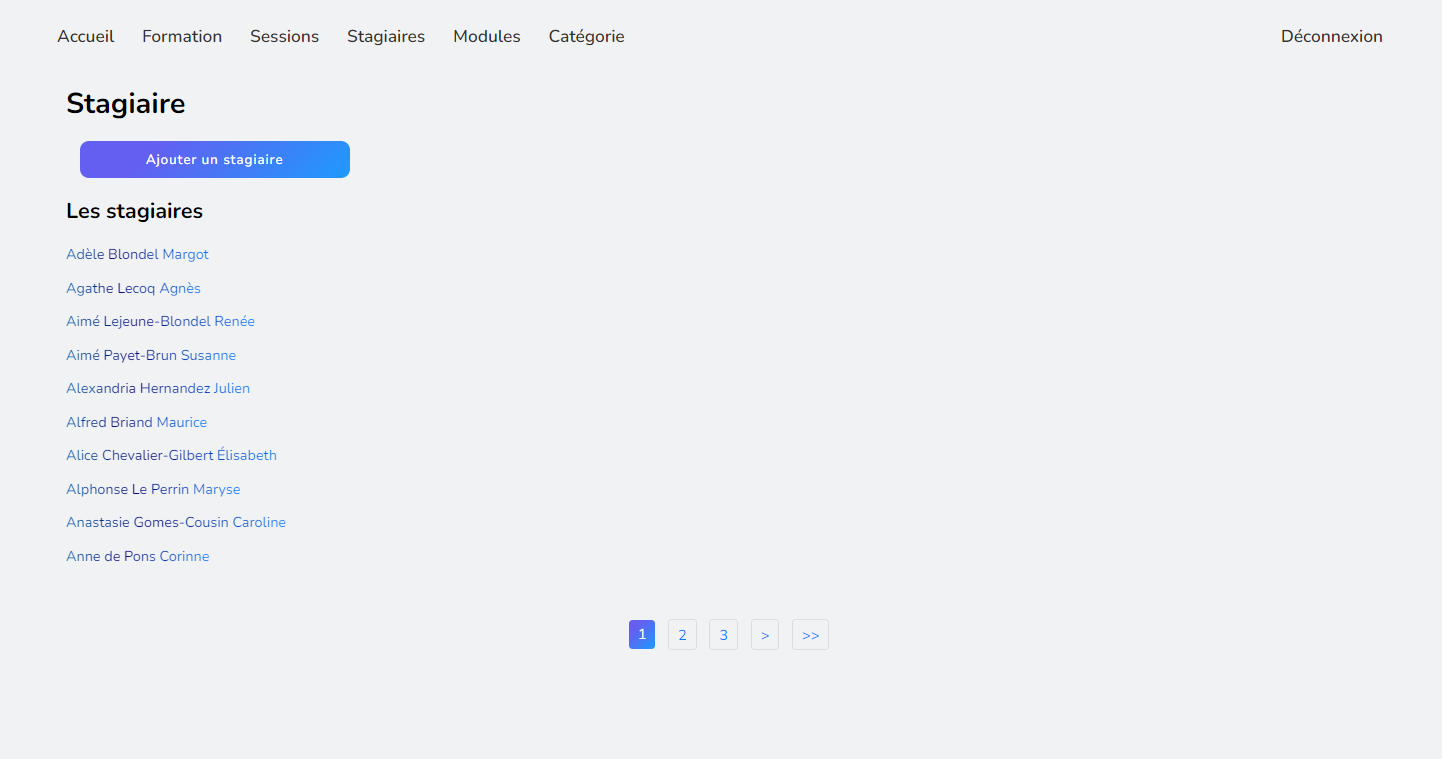 Accueil Formation Sessions Stagiaires Modules Catégorie Déconnexion
Stagiaire
Ajouter un stagiaire
Les stagiaires
Adèle Blondel Margot
Agathe Lecoq Agnès
Aimé Lejeune-Blondel Renée
Aimé Payet-Brun Susanne
Alexandria Hernandez Julien
Alfred Briand Maurice
Alice Chevalier-Gilbert Élisabeth
Alphonse Le Perrin Maryse
Anastasie Gomes-Cousin Caroline
Anne de Pons Corinne
1 2 3 > >>